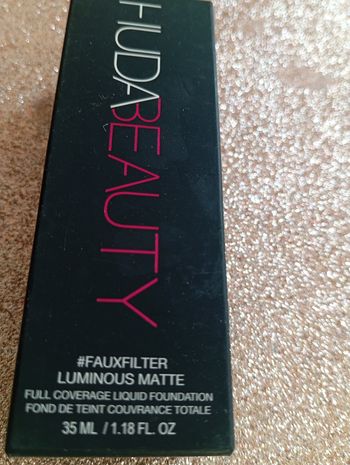 HUDABEAUTY
#FAUXFILTER
LUMINOUS MATTE
FULL COVERAGE LIQUID FOUNDATION
FOND DE TEINT COUVRANCE TOTALE
35 ML / 1.18 FL. OZ